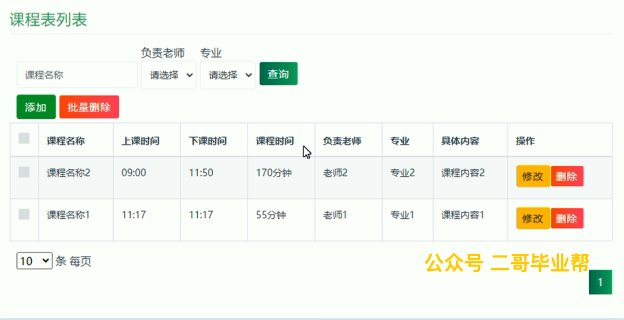 课程表列表
负责老师 专业
课程名称 请选择 请选择 查询
添加 批量删除
课程名称 上课时间 下课时间 课程时间 负责老师 专业 具体内容 操作
课程名称2 09:00 11:50 170分钟 老师2 专业2 课程内容2 修改 删除
课程名称1 11:17 11:17 55分钟 老师1 专业1 课程内容1 修改 删除
10 条 每页
公众号 二哥毕业帮
1